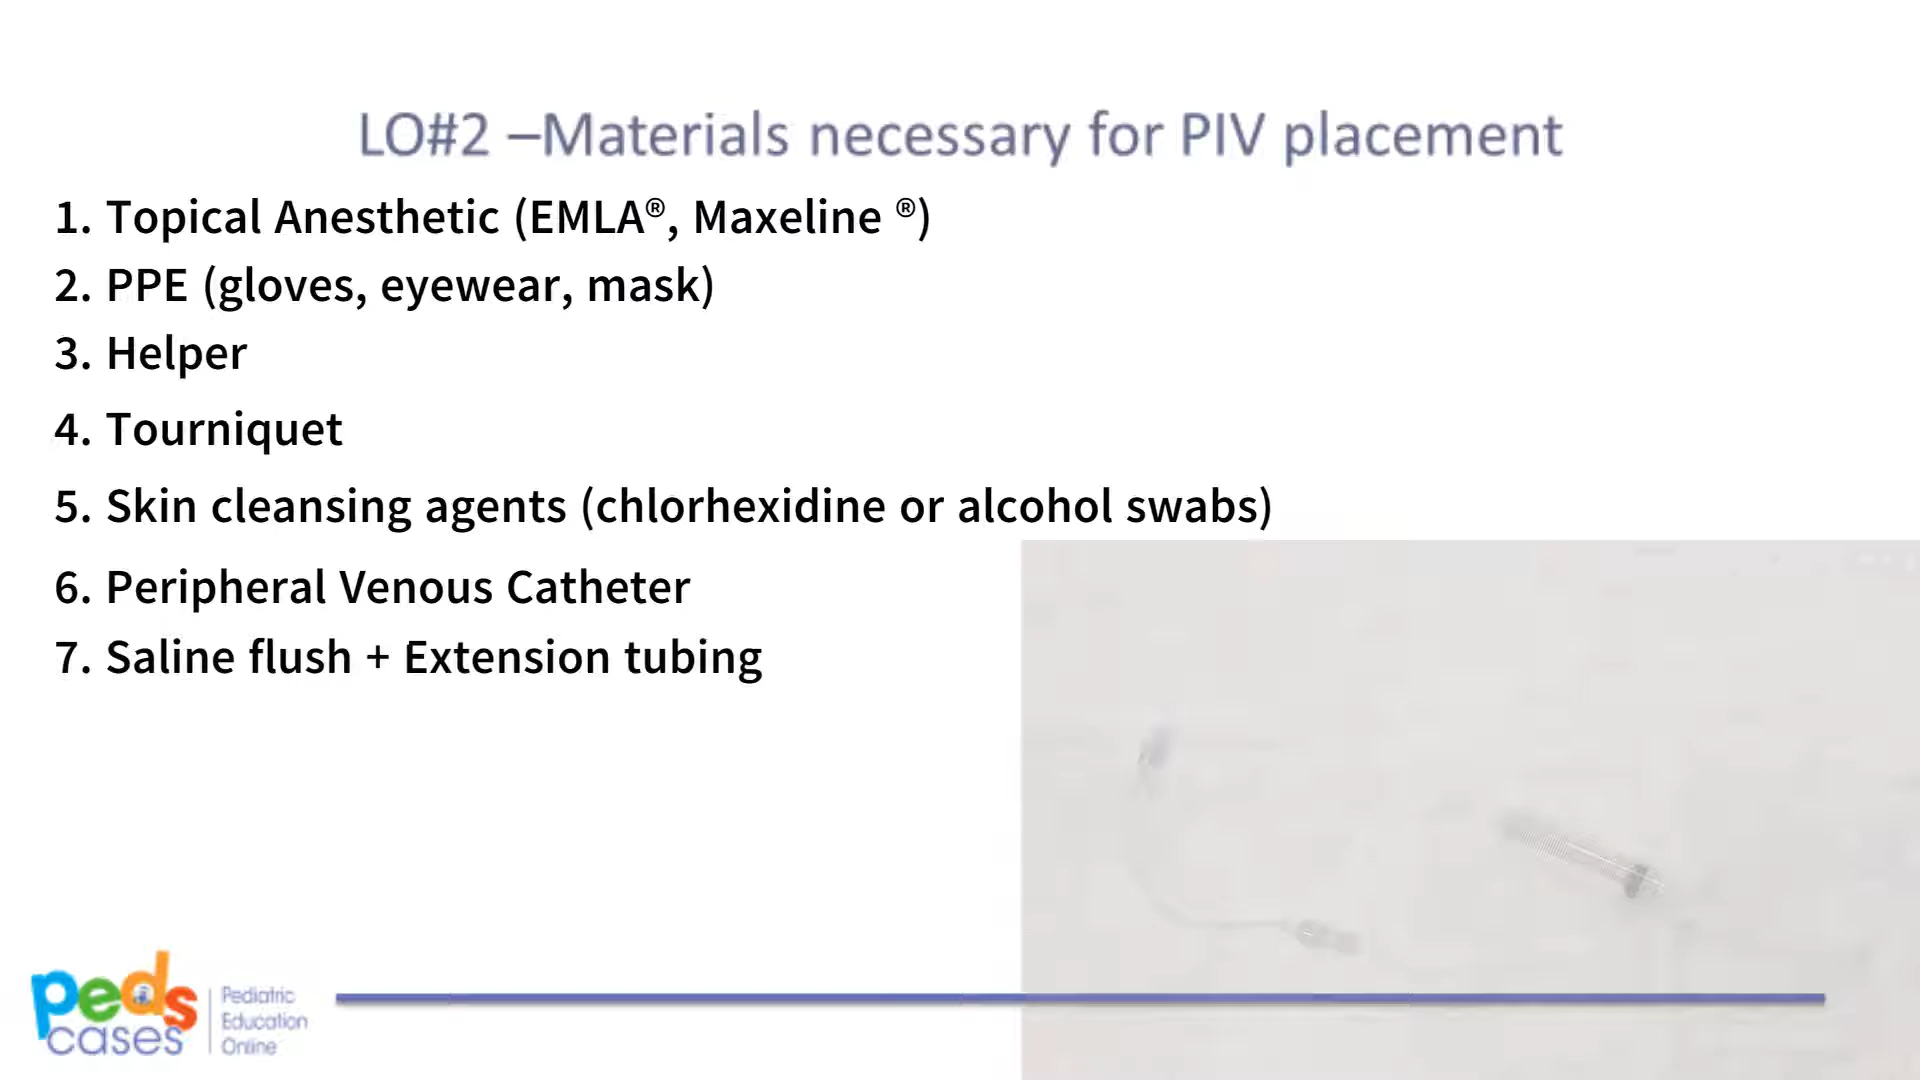 LO#2 –Materials necessary for PIV placement
1. Topical Anesthetic (EMLA®, Maxeline ®)
2. PPE (gloves, eyewear, mask)
3. Helper
4. Tourniquet
5. Skin cleansing agents (chlorhexidine or alcohol swabs)
6. Peripheral Venous Catheter
7. Saline flush + Extension tubing
peds
cases
Pediatric
Education
Online